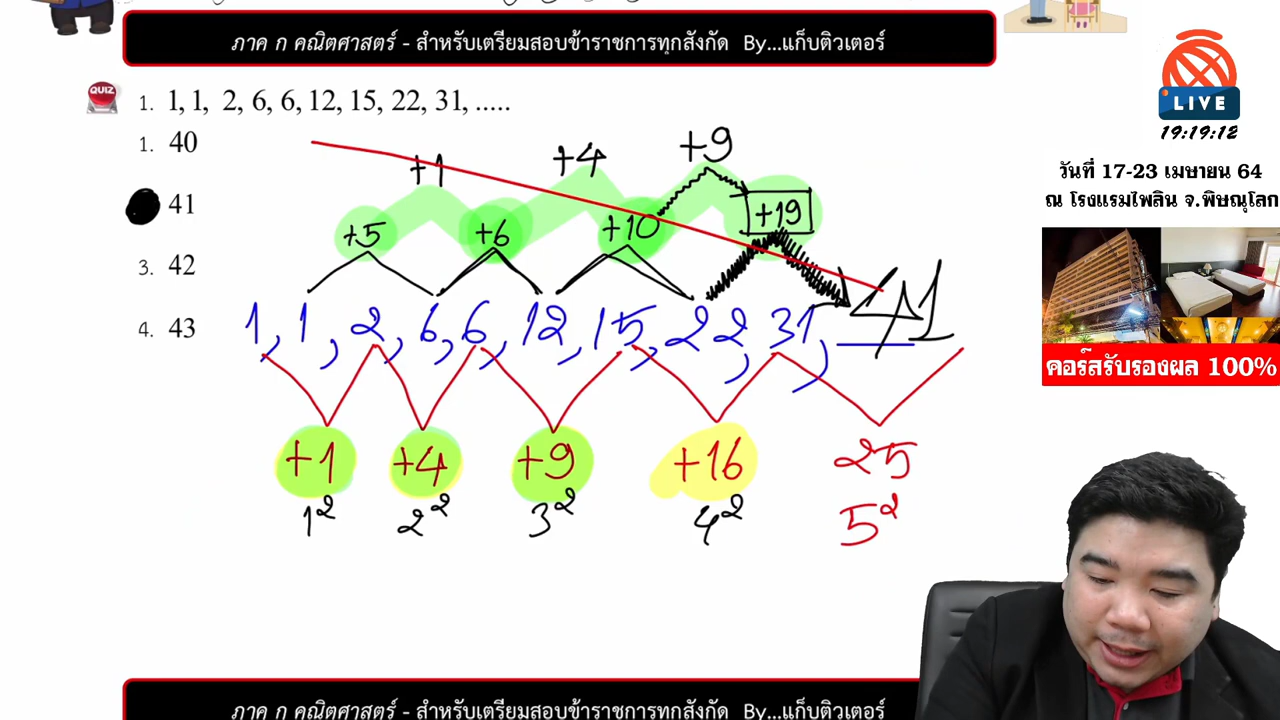 ภาค ก คณิตศาสตร์ - สำหรับเตรียมสอบข้าราชการทุกสังกัด By...แก็บติวเตอร์
LIVE
19:19:12
QUIZ
1. 1, 1, 2, 6, 6, 12, 15, 22, 31, .....
1. 40
41
3. 42
4. 43
วันที่ 17-23 เมษายน 64
ณ โรงแรมไพลิน จ.พิษณุโลก
คอร์สรับรองผล 100%
+1 +4 +9
+5 +6 +10 +19
1, 1, 2, 6, 6, 12, 15, 22, 31, 41
+1 +4 +9 +16 25
1² 2² 3² 4² 5²
ภาค ก คณิตศาสตร์ - สำหรับเตรียมสอบข้าราชการทุกสังกัด By...แก็บติวเตอร์